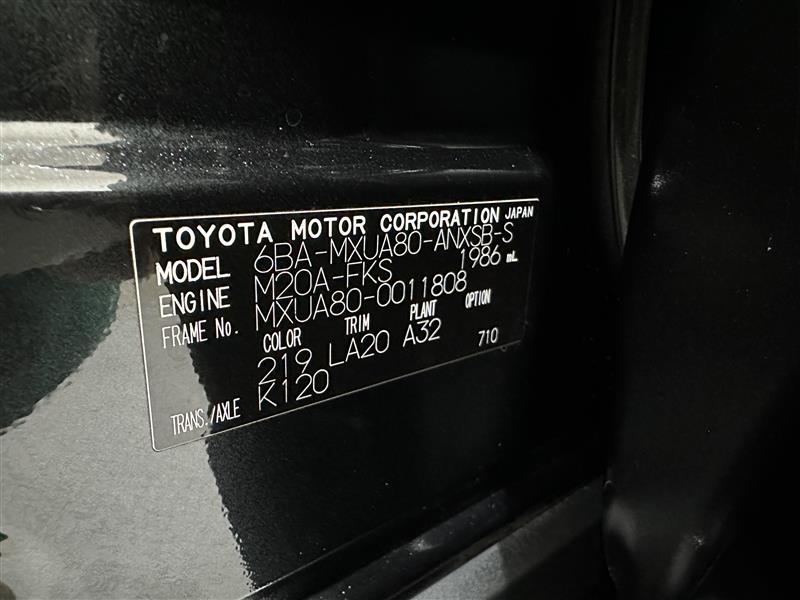 TOYOTA MOTOR CORPORATION JAPAN
MODEL 6BA-MXUA80-ANXSB-S
ENGINE M20A-FKS 1986 mL
FRAME No. MXUA80-0011808
COLOR TRIM PLANT OPTION
219 LA20 A32 710
TRANS./AXLE K120